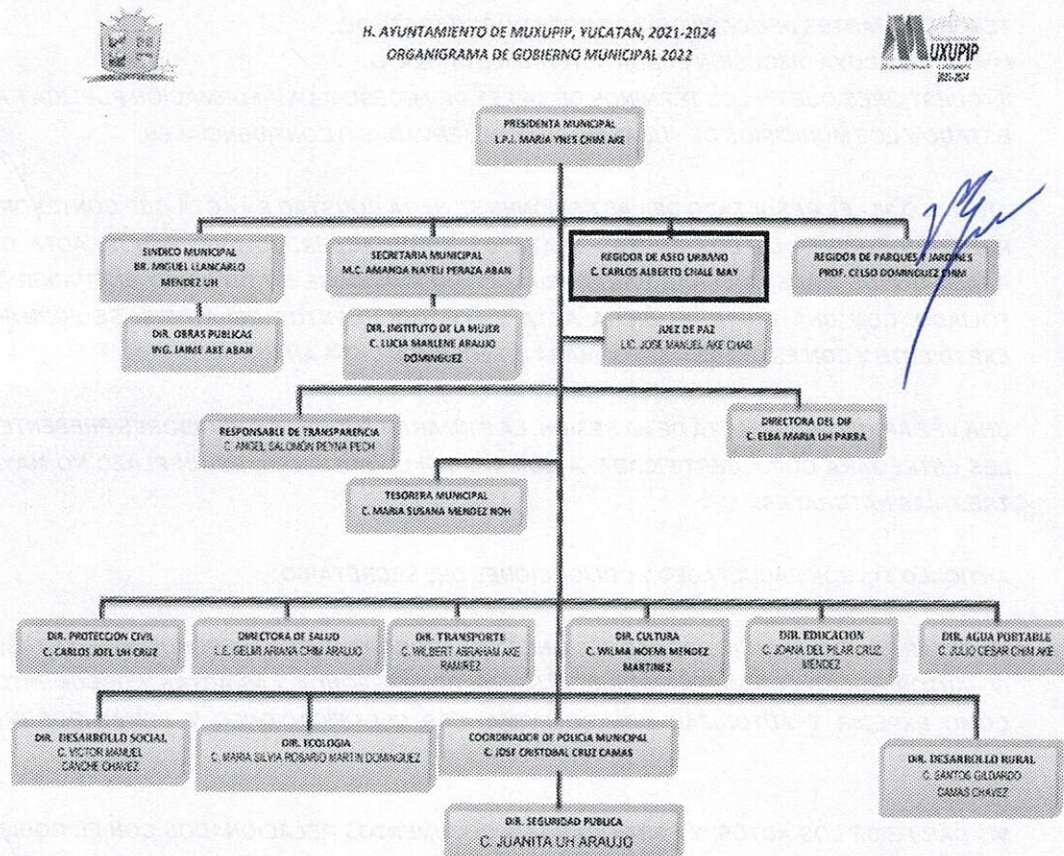 H. AYUNTAMIENTO DE MUXUPIP, YUCATAN, 2021-2024
ORGANIGRAMA DE GOBIERNO MUNICIPAL 2022
MUXUPIP
2021-2024
PRESIDENTA MUNICIPAL
L.P.I. MARIA YNES CHIM AKE
SINDICO MUNICIPAL
BR. MIGUEL LLANCARLO
MENDEZ UH
SECRETARIA MUNICIPAL
M.C. AMANDA NAYELI PERAZA ABAN
REGIDOR DE ASEO URBANO
C. CARLOS ALBERTO CHALE MAY
REGIDOR DE PARQUES Y JARDINES
PROF. CELSO DOMINGUEZ CHIM
DIR. OBRAS PUBLICAS
ING. JAIME AKE ABAN
DIR. INSTITUTO DE LA MUJER
C. LUCIA MARLENE ARAUJO
DOMINGUEZ
JUEZ DE PAZ
LIC. JOSE MANUEL AKE CHAB
RESPONSABLE DE TRANSPARENCIA
C. ANGEL SALOMÓN REYNA PECH
DIRECTORA DEL DIF
C. ELBA MARIA UH PARRA
TESORERA MUNICIPAL
C. MARIA SUSANA MENDEZ NOH
DIR. PROTECCION CIVIL
C. CARLOS JOEL UH CRUZ
DIRECTORA DE SALUD
L.E. GELMI ARIANA CHIM ARAUJO
DIR. TRANSPORTE
C. WILBERT ABRAHAM AKE
RAMIREZ
DIR. CULTURA
C. WILMA NOEMI MENDEZ
MARTINEZ
DIR. EDUCACION
C. JOANA DEL PILAR CRUZ
MENDEZ
DIR. AGUA PORTABLE
C. JULIO CESAR CHIM AKE
DIR. DESARROLLO SOCIAL
C. VICTOR MANUEL
CANCHE CHAVEZ
DIR. ECOLOGIA
C. MARIA SILVIA ROSARIO MARTIN DOMINGUEZ
COORDINADOR DE POLICIA MUNICIPAL
C. JOSE CRISTOBAL CRUZ CAMAS
DIR. DESARROLLO RURAL
C. SANTOS GILDARDO
CAMAS CHAVEZ
DIR. SEGURIDAD PUBLICA
C. JUANITA UH ARAUJO